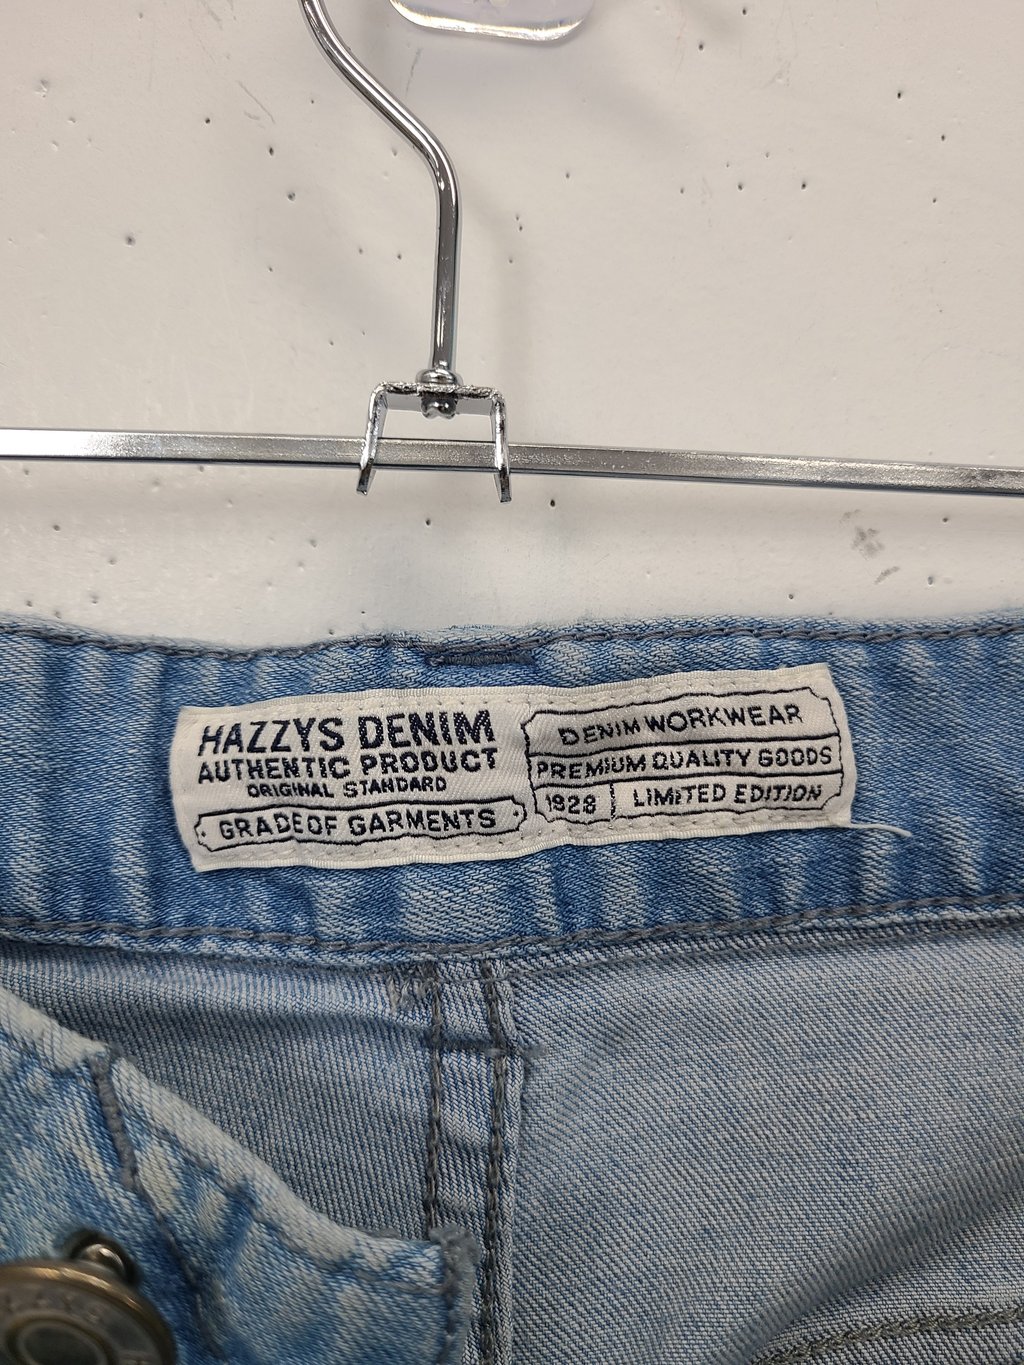 HAZZYS DENIM
AUTHENTIC PRODUCT
ORIGINAL STANDARD
GRADE OF GARMENTS
DENIM WORKWEAR
PREMIUM QUALITY GOODS
1928 LIMITED EDITION